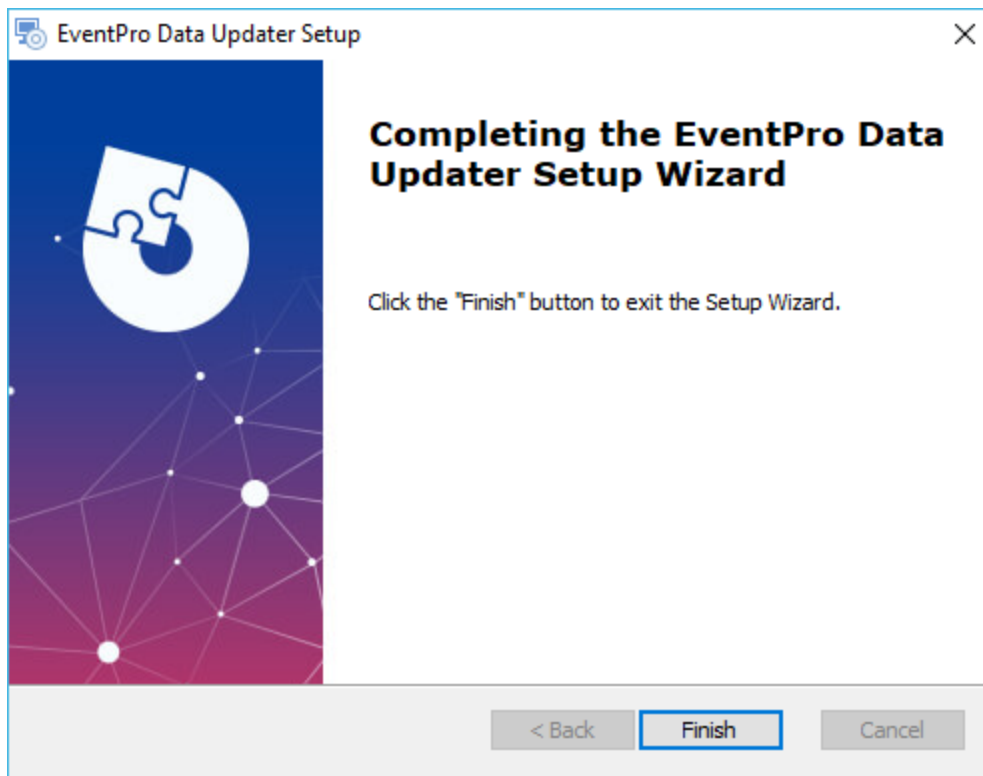 EventPro Data Updater Setup
Completing the EventPro Data
Updater Setup Wizard
Click the "Finish" button to exit the Setup Wizard.
< Back
Finish
Cancel